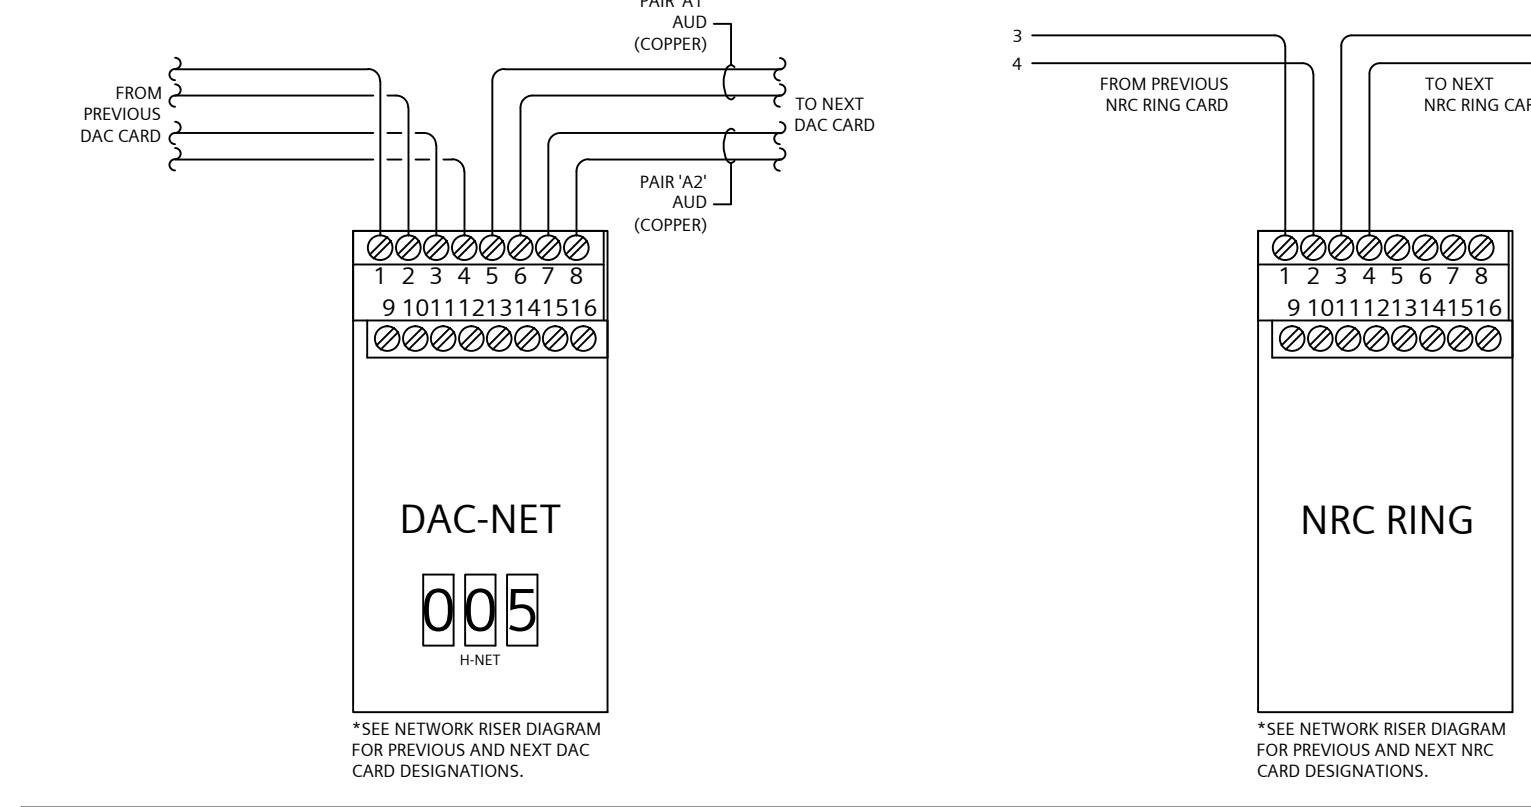 PAIR 'A1'
AUD
(COPPER)
FROM
PREVIOUS
DAC CARD
TO NEXT
DAC CARD
PAIR 'A2'
AUD
(COPPER)
1 2 3 4 5 6 7 8
9 10 11 12 13 14 15 16
DAC-NET
005
H-NET
*SEE NETWORK RISER DIAGRAM
FOR PREVIOUS AND NEXT DAC
CARD DESIGNATIONS.
3
4
FROM PREVIOUS
NRC RING CARD
TO NEXT
NRC RING
1 2 3 4 5 6 7 8
9 10 11 12 13 14 15 16
NRC RING
*SEE NETWORK RISER DIAGRAM
FOR PREVIOUS AND NEXT NRC
CARD DESIGNATIONS.